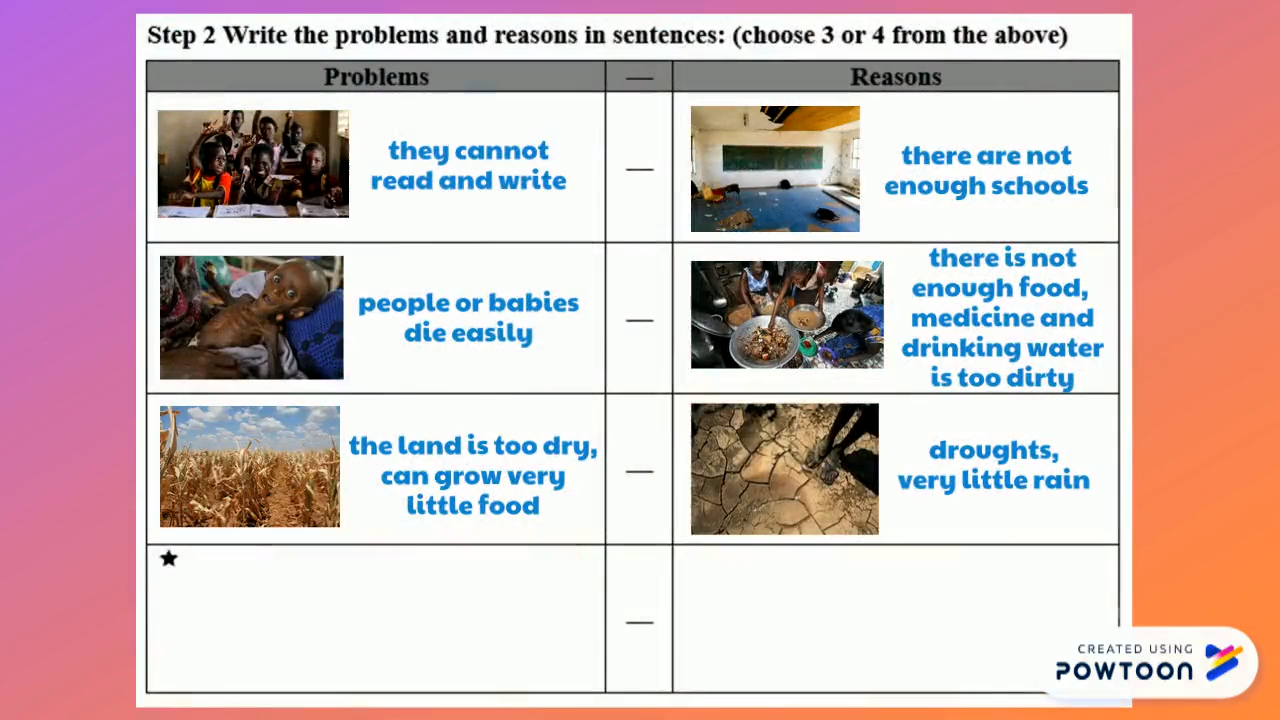 Step 2 Write the problems and reasons in sentences: (choose 3 or 4 from the above)
Problems — Reasons
they cannot
read and write
—
there are not
enough schools
people or babies
die easily
—
there is not
enough food,
medicine and
drinking water
is too dirty
the land is too dry,
can grow very
little food
—
droughts,
very little rain
★
—
CREATED USING
POWTOON